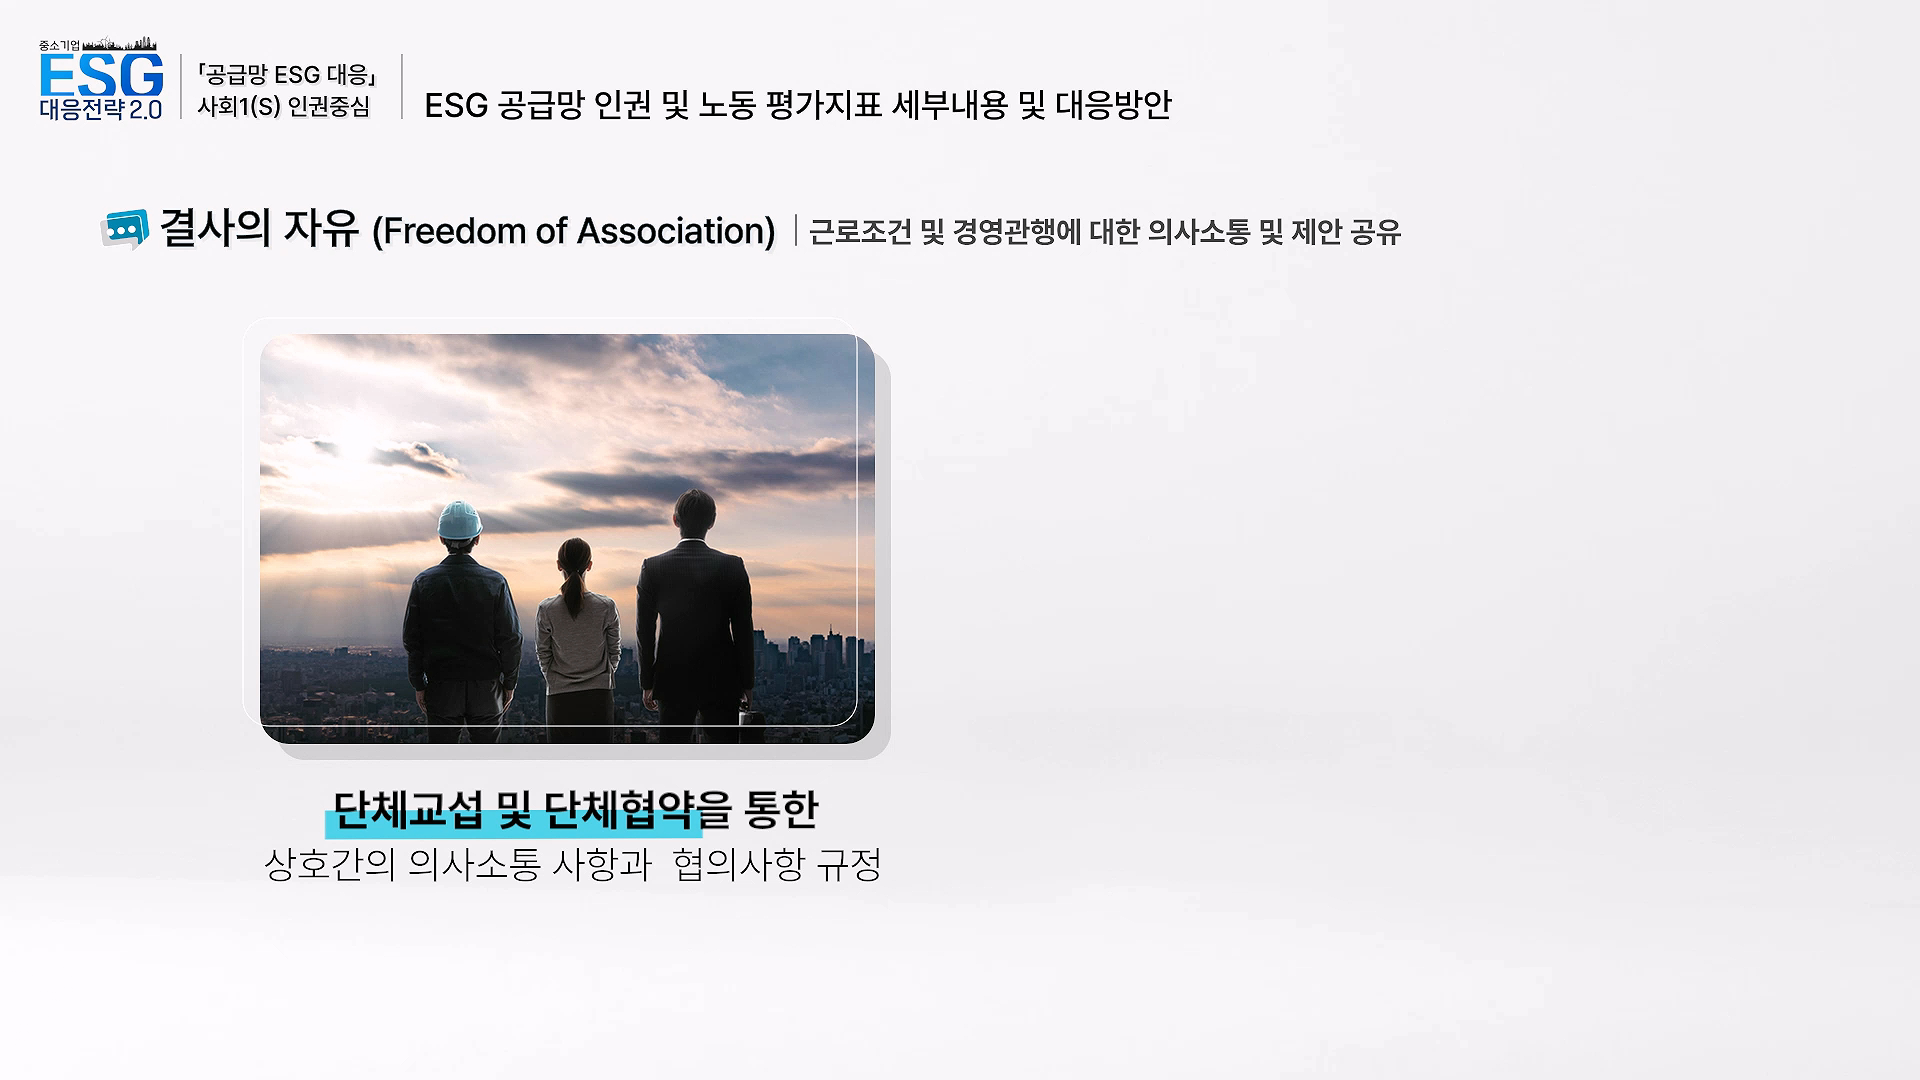 중소기업
ESG
대응전략 2.0
「공급망 ESG 대응」
사회1(S) 인권중심
ESG 공급망 인권 및 노동 평가지표 세부내용 및 대응방안
결사의 자유 (Freedom of Association)
근로조건 및 경영관행에 대한 의사소통 및 제안 공유
단체교섭 및 단체협약을 통한
상호간의 의사소통 사항과 협의사항 규정